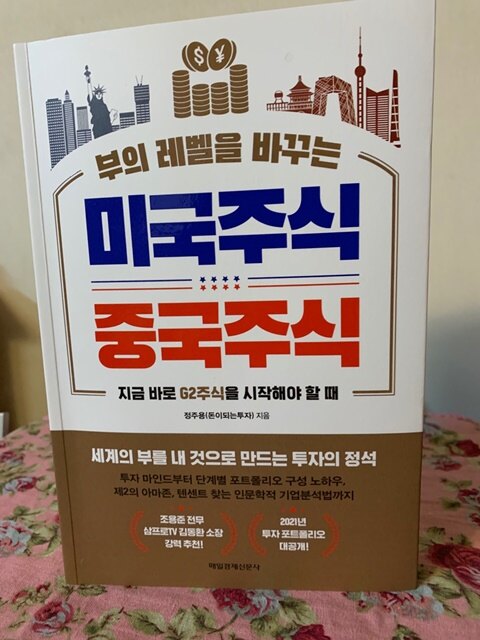 $ ¥
부의 레벨을 바꾸는
미국주식
중국주식
지금 바로 G2주식을 시작해야 할 때
정주용(돈이되는투자) 지음
세계의 부를 내 것으로 만드는 투자의 정석
투자 마인드부터 단계별 포트폴리오 구성 노하우,
제2의 아마존, 텐센트 찾는 인문학적 기업분석법까지
조용준 전무
삼프로TV 김동환 소장
강력 추천!
2021년
투자 포트폴리오
대공개!
매일경제신문사